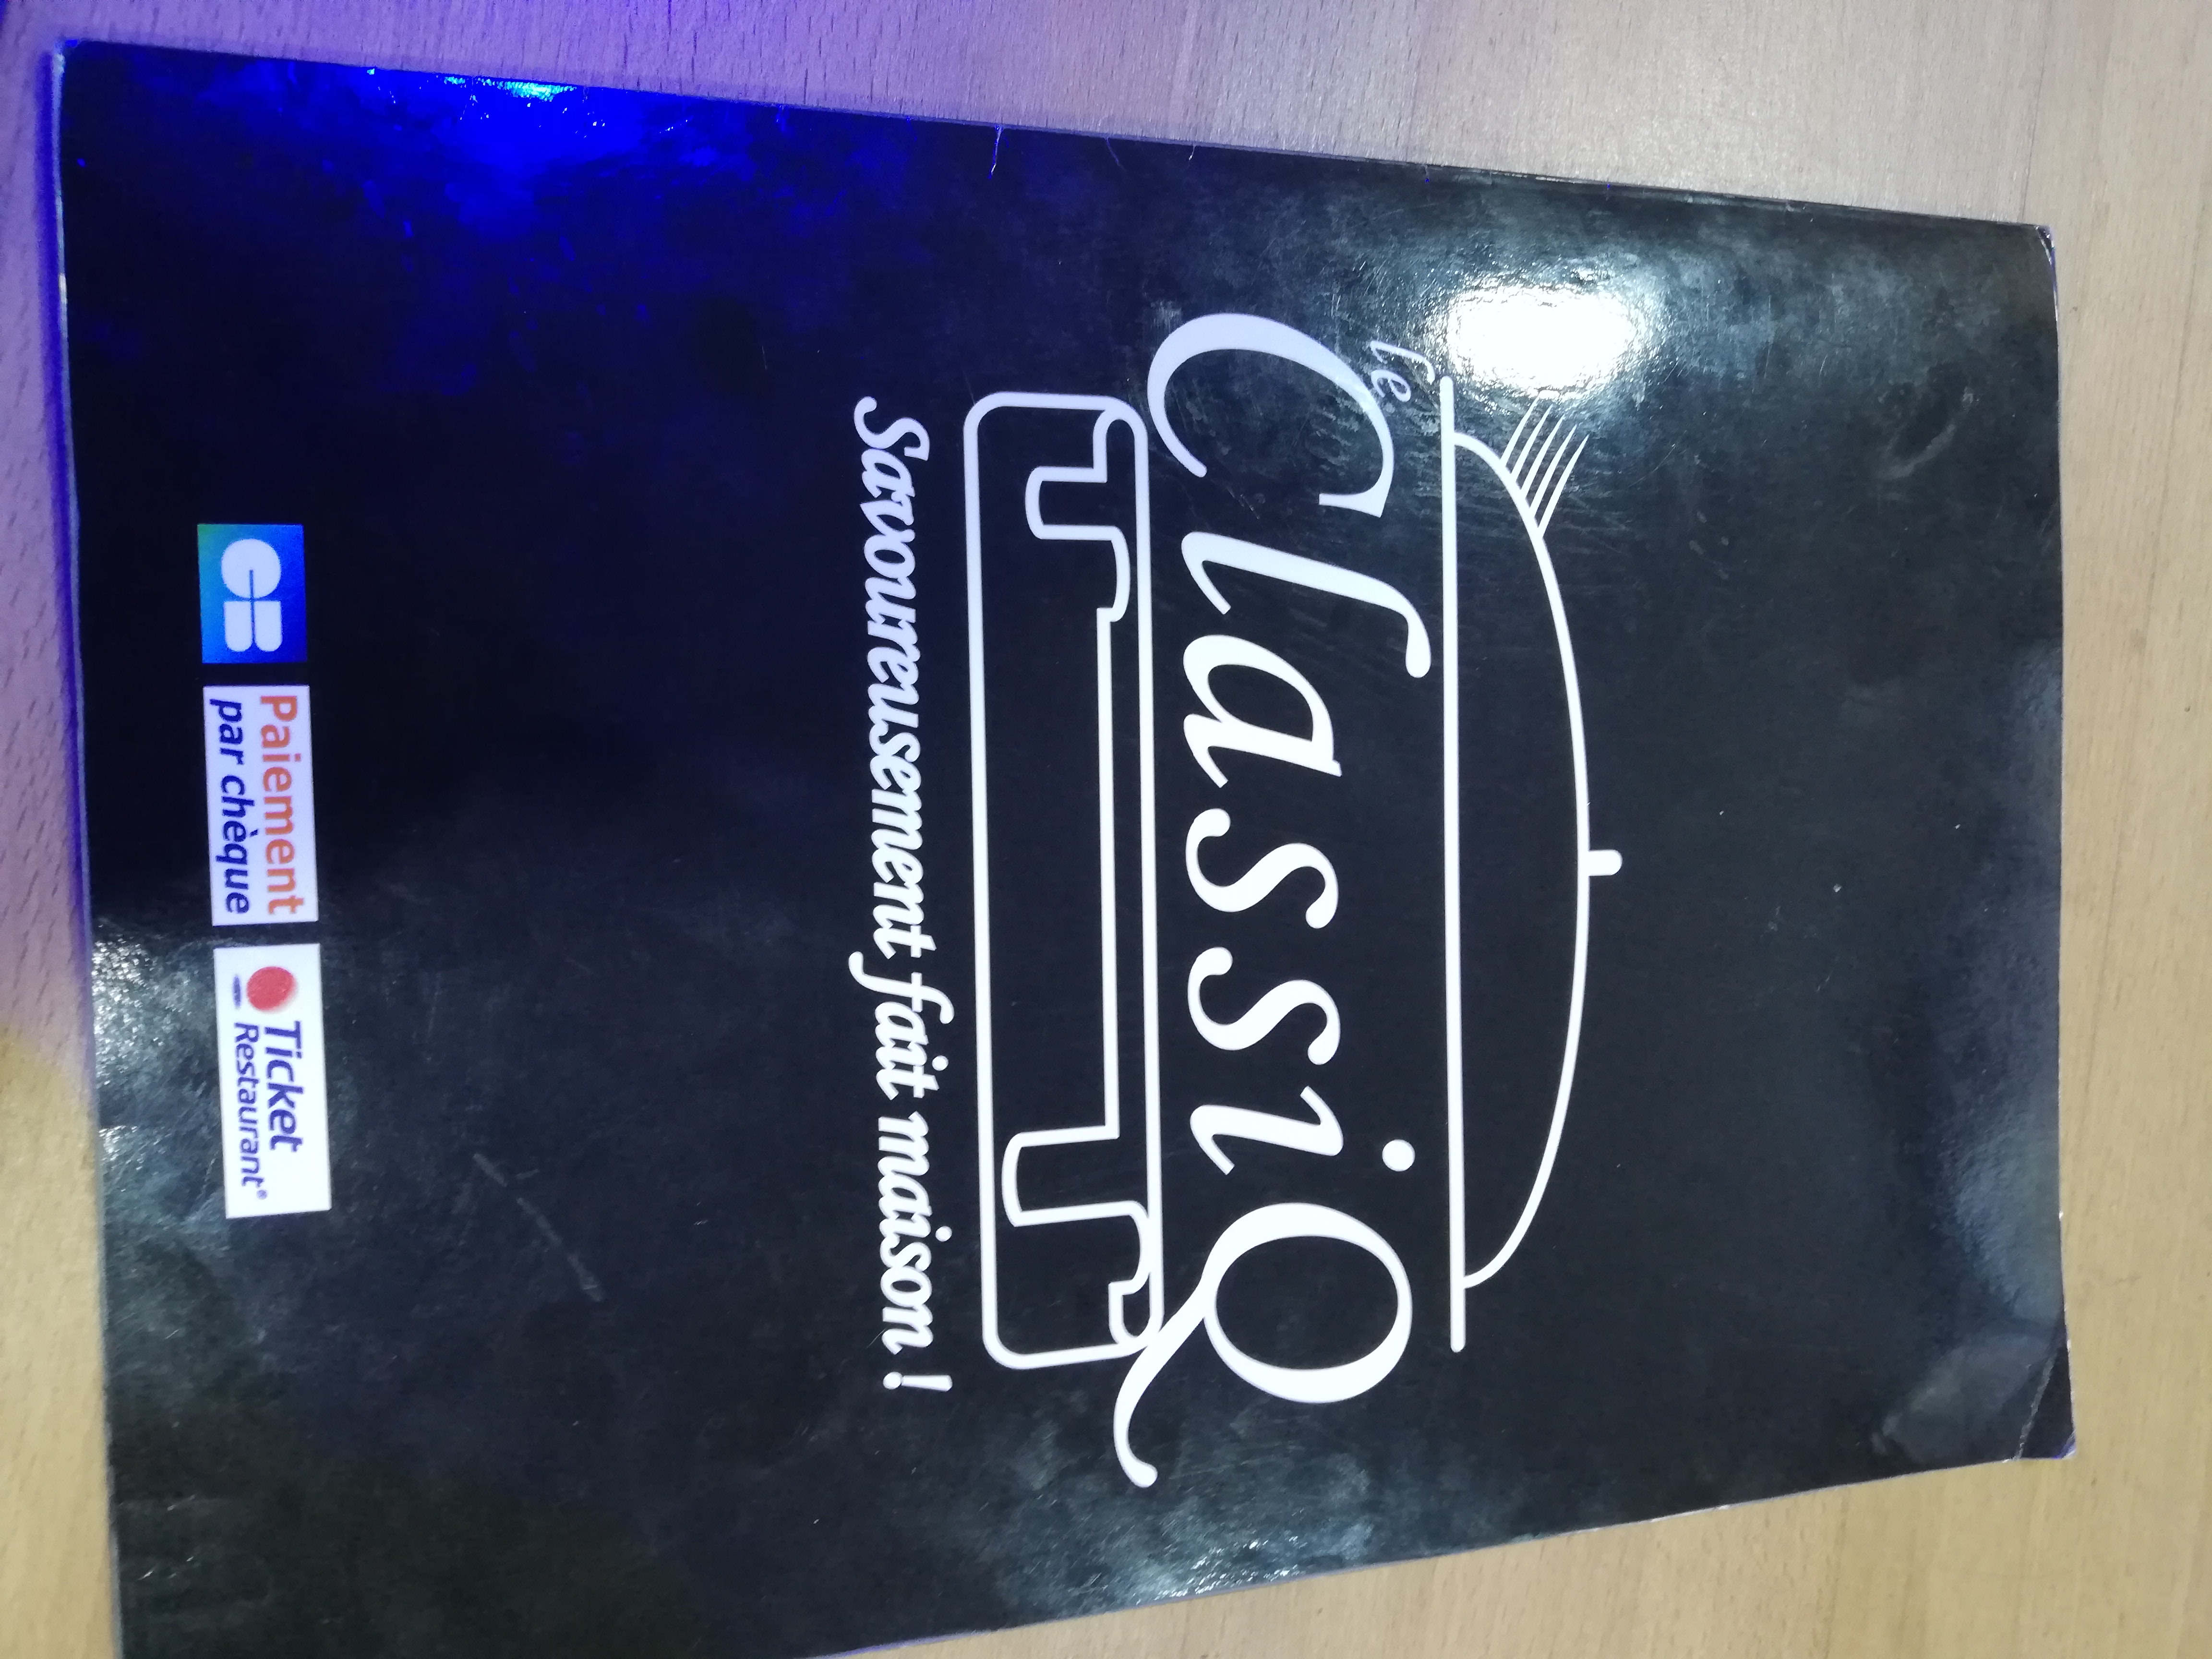 Le
ClassiQ
Savoureusement fait maison !
CB
Paiement
par chèque
Ticket
Restaurant®